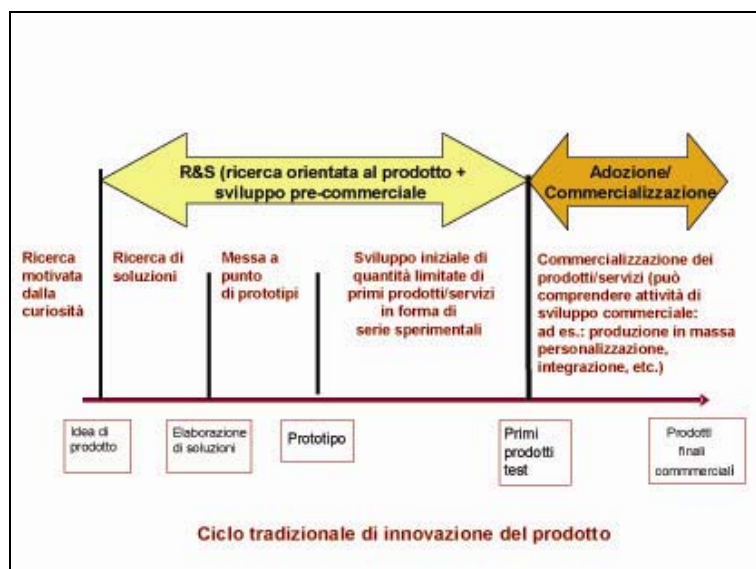 R&S (ricerca orientata al prodotto +
sviluppo pre-commerciale
Adozione/
Commercializzazione
Ricerca
motivata
dalla
curiosità
Ricerca di
soluzioni
Messa a
punto
di prototipi
Sviluppo iniziale di
quantità limitate di
primi prodotti/servizi
in forma di
serie sperimentali
Commercializzazione dei
prodotti/servizi (può
comprendere attività di
sviluppo commerciale:
ad es.: produzione in massa
personalizzazione,
integrazione, etc.)
Idea di
prodotto
Elaborazione
di soluzioni
Prototipo
Primi
prodotti
test
Prodotti
finali
commmerciali
Ciclo tradizionale di innovazione del prodotto